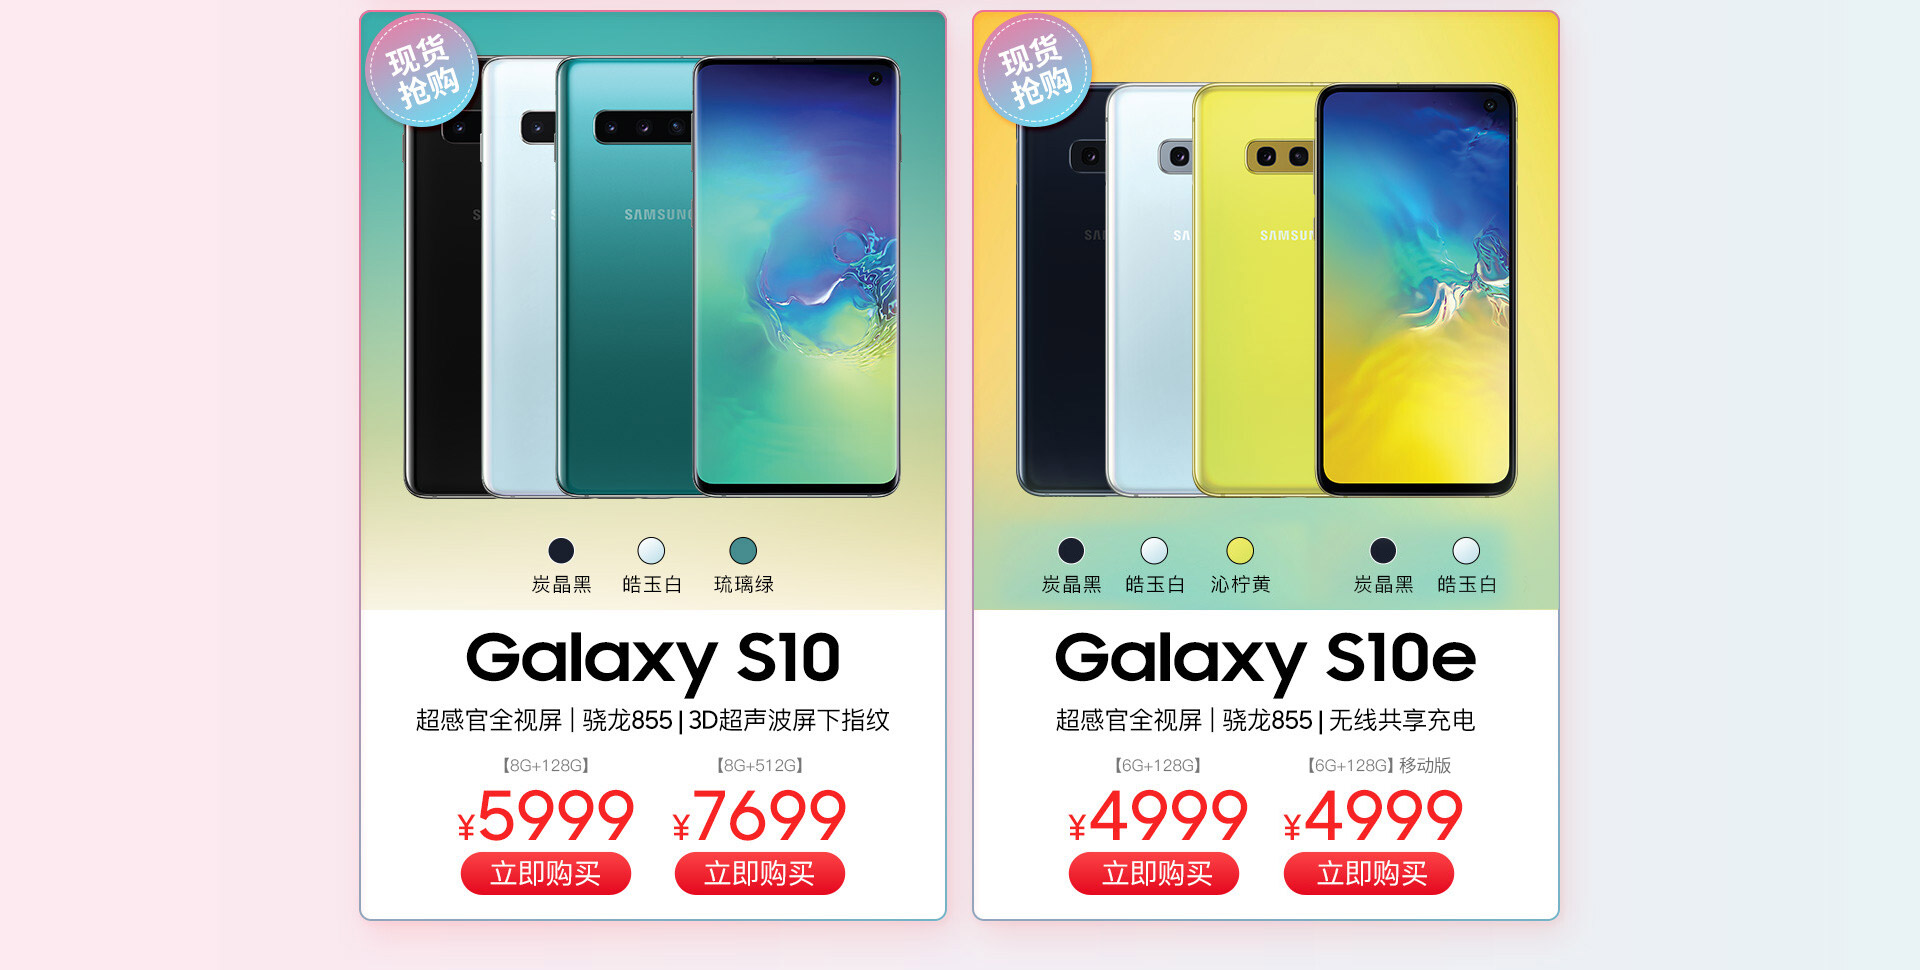 现货
抢购
SAMSUNG
炭晶黑 皓玉白 琉璃绿
Galaxy S10
超感官全视屏 | 骁龙855 | 3D超声波屏下指纹
【8G+128G】 【8G+512G】
¥5999 ¥7699
立即购买 立即购买
现货
抢购
SA
SA
SAMSUN
炭晶黑 皓玉白 沁柠黄 炭晶黑 皓玉白
Galaxy S10e
超感官全视屏 | 骁龙855 | 无线共享充电
【6G+128G】 【6G+128G】移动版
¥4999 ¥4999
立即购买 立即购买